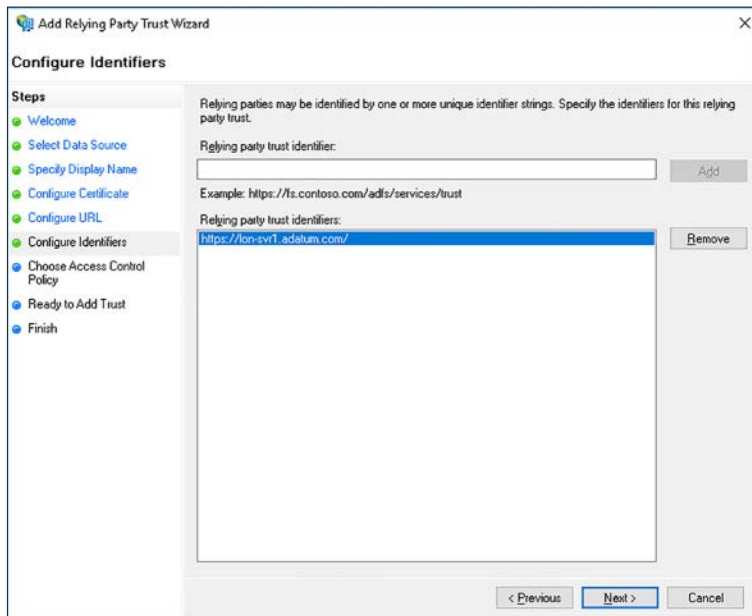 Add Relying Party Trust Wizard
Configure Identifiers
Steps
Welcome
Select Data Source
Specify Display Name
Configure Certificate
Configure URL
Configure Identifiers
Choose Access Control
Policy
Ready to Add Trust
Finish
Relying parties may be identified by one or more unique identifier strings. Specify the identifiers for this relying
party trust.
Relying party trust identifier:
Add
Example: https://fs.contoso.com/adfs/services/trust
Relying party trust identifiers:
https://lon-svr1.adatum.com/
Remove
< Previous
Next >
Cancel